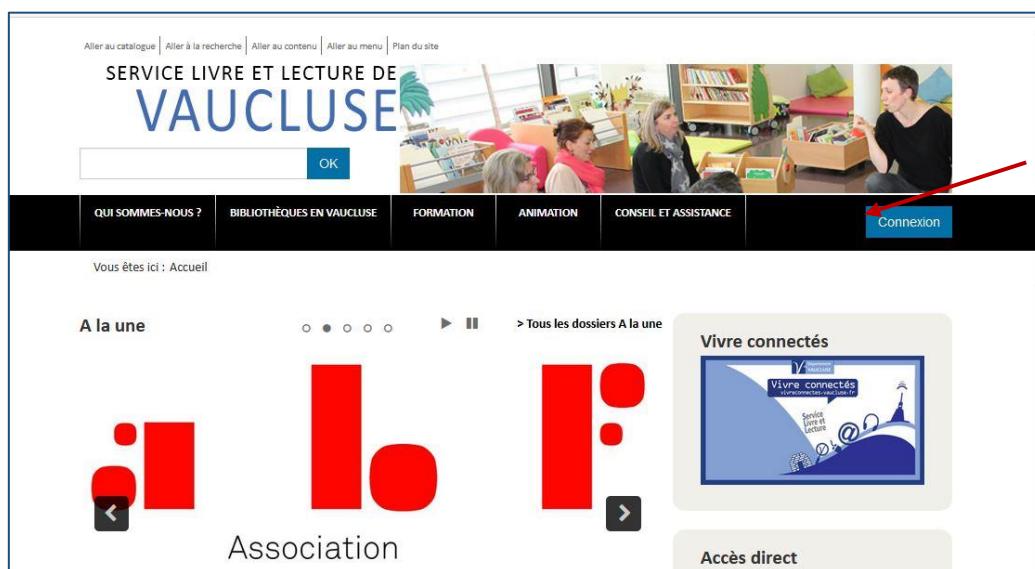 Aller au catalogue Aller à la recherche Aller au contenu Aller au menu Plan du site
SERVICE LIVRE ET LECTURE DE
VAUCLUSE
OK
QUI SOMMES-NOUS ? BIBLIOTHÈQUES EN VAUCLUSE FORMATION ANIMATION CONSEIL ET ASSISTANCE Connexion
Vous êtes ici : Accueil
A la une > Tous les dossiers A la une
abf
Association
Vivre connectés
Département
VAUCLUSE
Vivre connectés
vivreconnectes-vaucluse.fr
Service
Livre et
Lecture
Accès direct